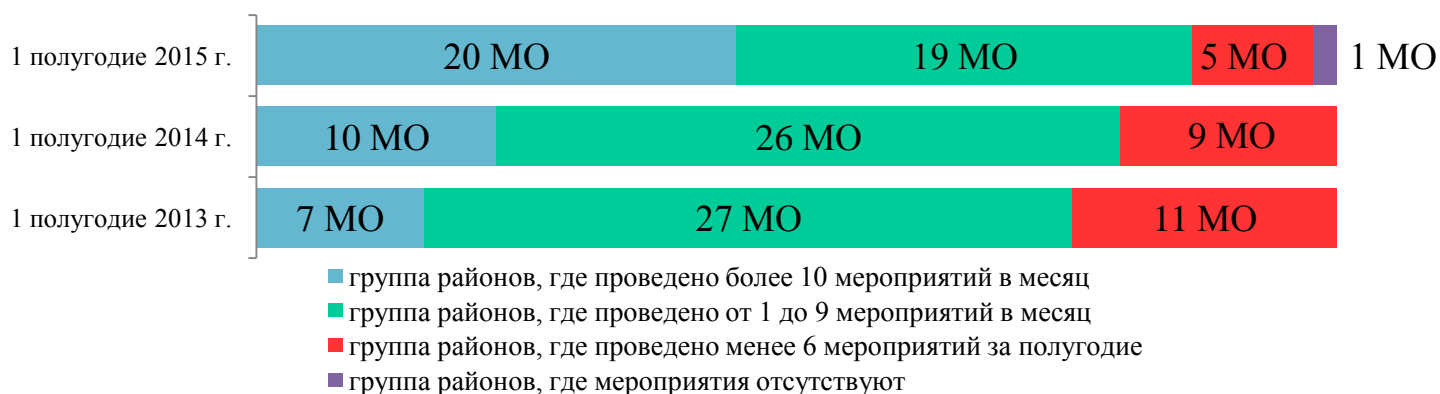 1 полугодие 2015 г.
20 МО
19 МО
5 МО
1 МО
1 полугодие 2014 г.
10 МО
26 МО
9 МО
1 полугодие 2013 г.
7 МО
27 МО
11 МО
группа районов, где проведено более 10 мероприятий в месяц
группа районов, где проведено от 1 до 9 мероприятий в месяц
группа районов, где проведено менее 6 мероприятий за полугодие
группа районов, где мероприятия отсутствуют